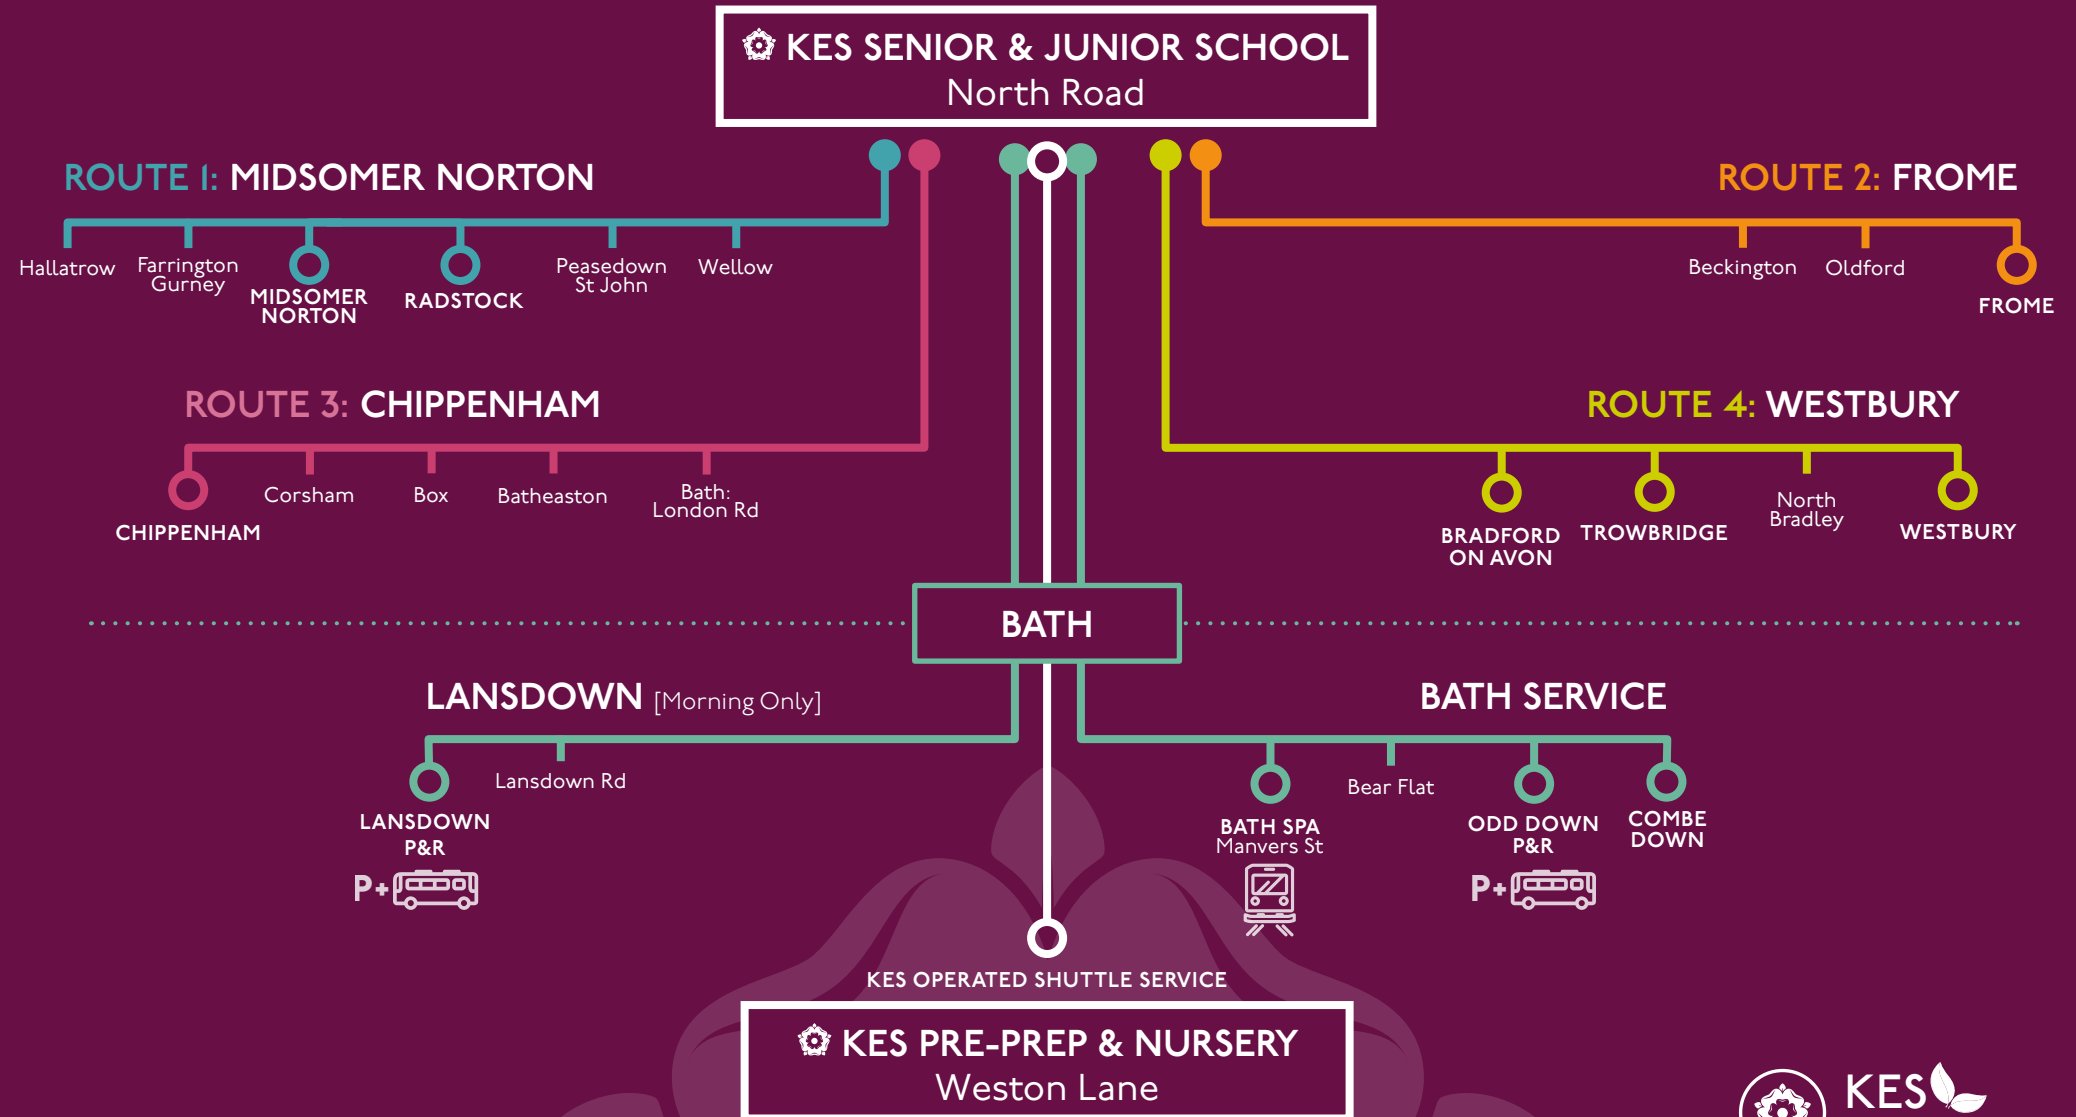 KES SENIOR & JUNIOR SCHOOL
North Road
ROUTE 1: MIDSOMER NORTON
Hallatrow
Farrington
Gurney
MIDSOMER
NORTON
RADSTOCK
Peasedown
St John
Wellow
ROUTE 2: FROME
Beckington
Oldford
FROME
ROUTE 3: CHIPPENHAM
CHIPPENHAM
Corsham
Box
Batheaston
Bath:
London Rd
ROUTE 4: WESTBURY
BRADFORD
ON AVON
TROWBRIDGE
North
Bradley
WESTBURY
BATH
LANSDOWN [Morning Only]
LANSDOWN
P&R
P+
Lansdown Rd
BATH SERVICE
BATH SPA
Manvers St
Bear Flat
ODD DOWN
P&R
P+
COMBE
DOWN
KES OPERATED SHUTTLE SERVICE
KES PRE-PREP & NURSERY
Weston Lane
KES